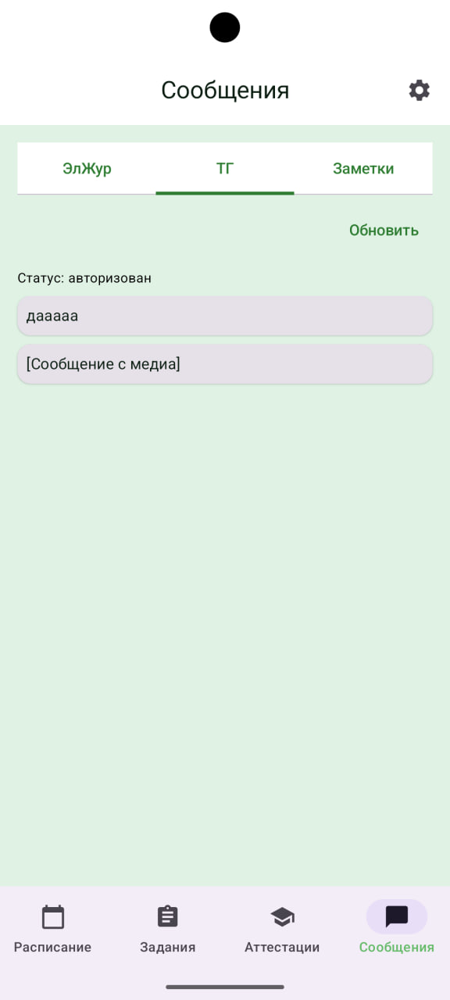 Сообщения
ЭлЖур ТГ Заметки
Обновить
Статус: авторизован
дааааа
[Сообщение с медиа]
Расписание Задания Аттестации Сообщения